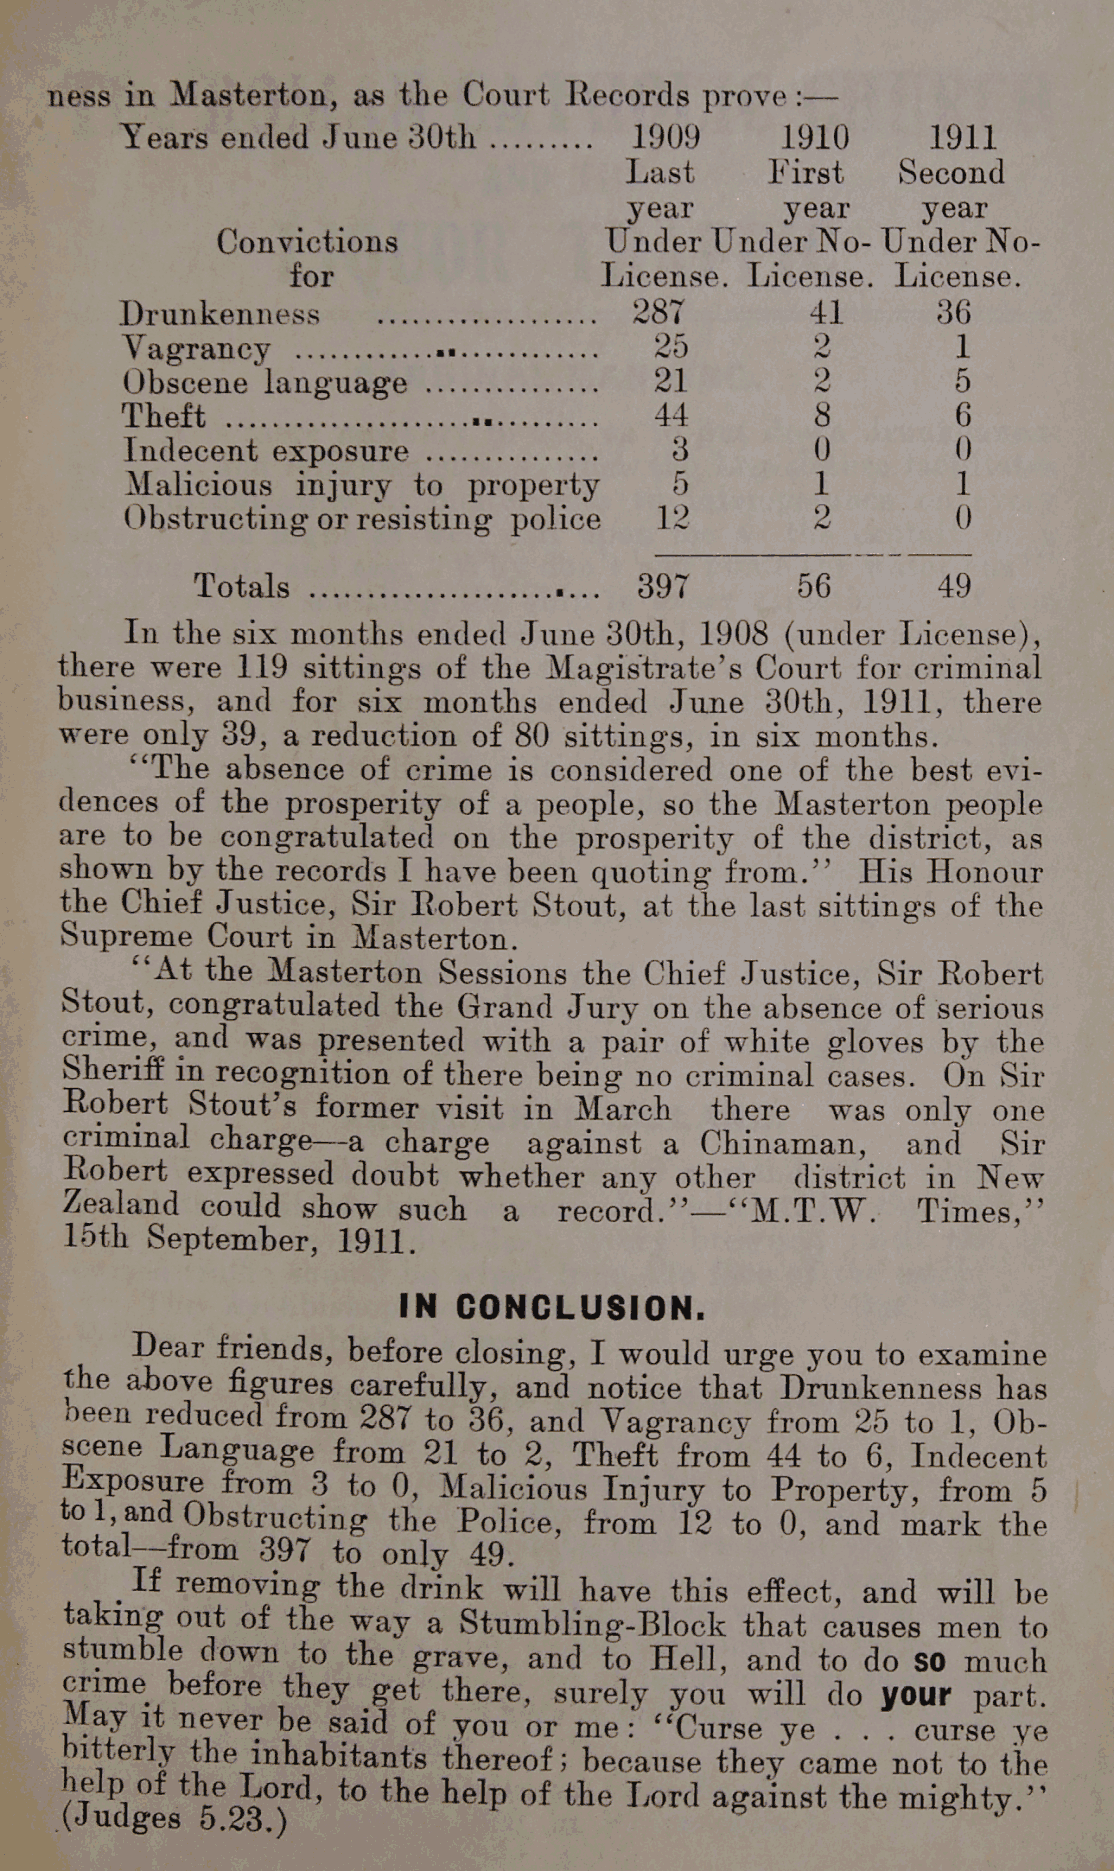 ness in Masterton, as the Court Records prove :—
Years ended June 30th ......... 1909 1910 1911
Last First Second
year year year
Convictions Under Under No- Under No-
for License. License. License.
Drunkenness ................... 287 41 36
Vagrancy .......................... 25 2 1
Obscene language ............... 21 2 5
Theft ................................ 44 8 6
Indecent exposure ............... 3 0 0
Malicious injury to property 5 1 1
Obstructing or resisting police 12 2 0
Totals ......................... 397 56 49
In the six months ended June 30th, 1908 (under License),
there were 119 sittings of the Magistrate's Court for criminal
business, and for six months ended June 30th, 1911, there
were only 39, a reduction of 80 sittings, in six months.
"The absence of crime is considered one of the best evi-
dences of the prosperity of a people, so the Masterton people
are to be congratulated on the prosperity of the district, as
shown by the records I have been quoting from." His Honour
the Chief Justice, Sir Robert Stout, at the last sittings of the
Supreme Court in Masterton.
"At the Masterton Sessions the Chief Justice, Sir Robert
Stout, congratulated the Grand Jury on the absence of serious
crime, and was presented with a pair of white gloves by the
Sheriff in recognition of there being no criminal cases. On Sir
Robert Stout's former visit in March there was only one
criminal charge—a charge against a Chinaman, and Sir
Robert expressed doubt whether any other district in New
Zealand could show such a record."—"M.T.W. Times,"
15th September, 1911.
IN CONCLUSION.
Dear friends, before closing, I would urge you to examine
the above figures carefully, and notice that Drunkenness has
been reduced from 287 to 36, and Vagrancy from 25 to 1, Ob-
scene Language from 21 to 2, Theft from 44 to 6, Indecent
Exposure from 3 to 0, Malicious Injury to Property, from 5
to 1, and Obstructing the Police, from 12 to 0, and mark the
total—from 397 to only 49.
If removing the drink will have this effect, and will be
taking out of the way a Stumbling-Block that causes men to
stumble down to the grave, and to Hell, and to do so much
crime before they get there, surely you will do your part.
May it never be said of you or me: "Curse ye . . . curse ye
bitterly the inhabitants thereof; because they came not to the
help of the Lord, to the help of the Lord against the mighty."
(Judges 5.23.)